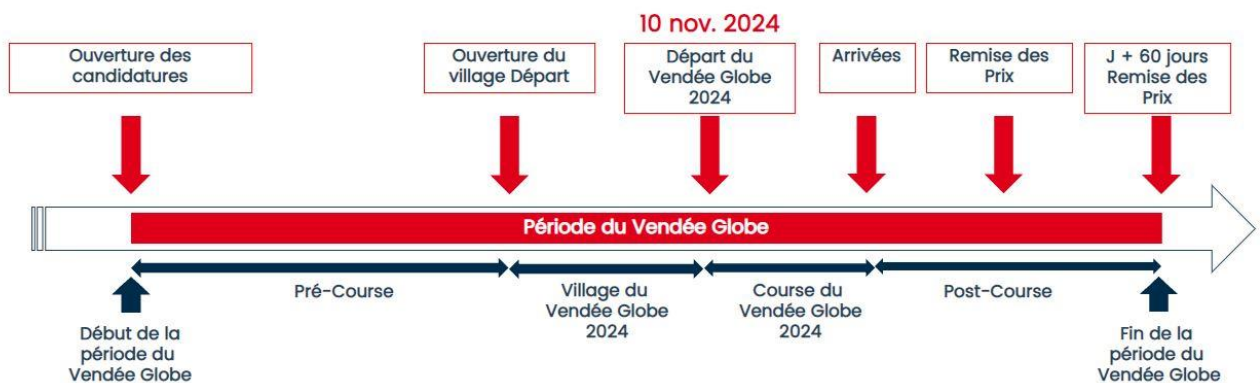 10 nov. 2024
Ouverture des
candidatures
Ouverture du
village Départ
Départ du
Vendée Globe
2024
Arrivées
Remise des
Prix
J + 60 jours
Remise des
Prix
Période du Vendée Globe
Pré-Course
Village du
Vendée Globe
2024
Course du
Vendée Globe
2024
Post-Course
Début de la
période du
Vendée Globe
Fin de la
période du
Vendée Globe